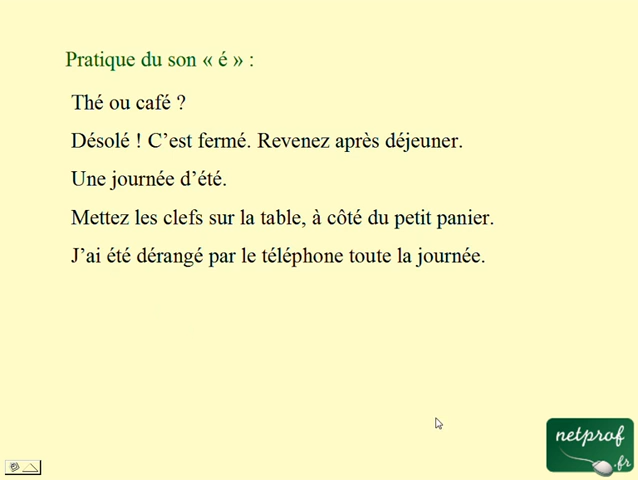 Pratique du son « é » :
Thé ou café ?
Désolé ! C’est fermé. Revenez après déjeuner.
Une journée d’été.
Mettez les clefs sur la table, à côté du petit panier.
J’ai été dérangé par le téléphone toute la journée.
netprof
.fr